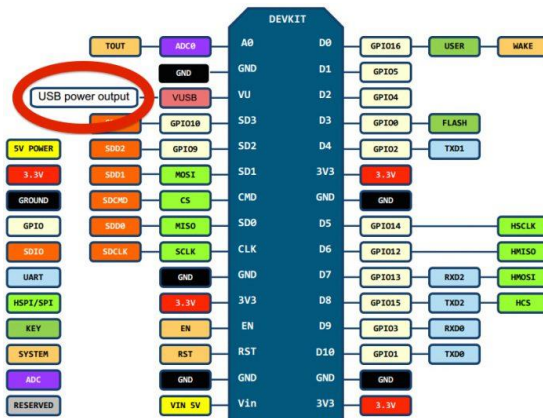 DEVKIT
TOUT ADC0 A0 D0 GPIO16 USER WAKE
GND GND D1 GPIO5
USB power output VUSB VU D2 GPIO4
GPIO10 SD3 D3 GPIO0 FLASH
5V POWER SDD2 GPIO9 SD2 D4 GPIO2 TXD1
3.3V SDD1 MOSI SD1 3V3 3.3V
GROUND SDCMD CS CMD GND GND
GPIO SDD0 MISO SD0 D5 GPIO14 HSCLK
SDIO SDCLK SCLK CLK D6 GPIO12 HMISO
UART GND GND D7 GPIO13 RXD2 HMOSI
HSPI/SPI 3.3V 3V3 D8 GPIO15 TXD2 HCS
KEY EN EN D9 GPIO3 RXD0
SYSTEM RST RST D10 GPIO1 TXD0
ADC GND GND GND GND
RESERVED VIN 5V Vin 3V3 3.3V